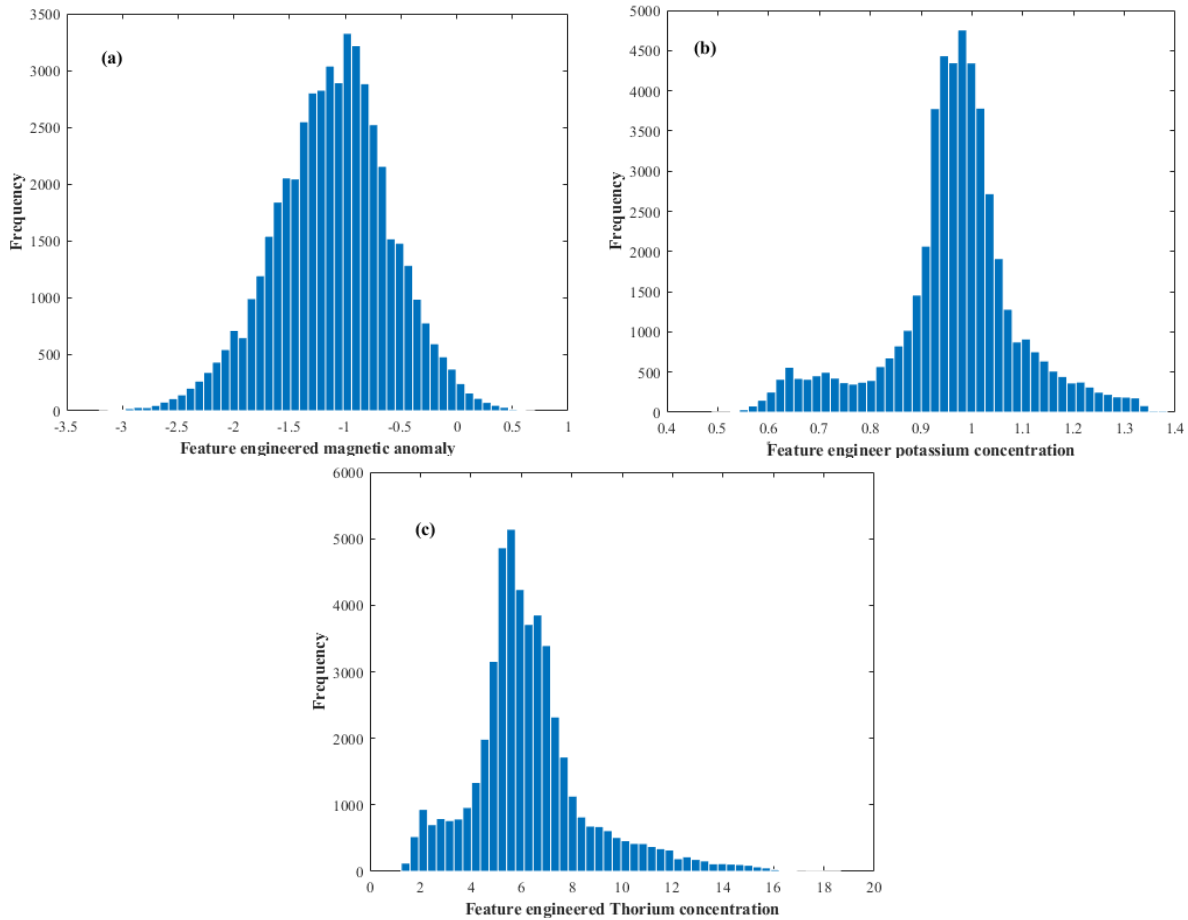 (a)
Frequency
3500
3000
2500
2000
1500
1000
500
0
-3.5 -3 -2.5 -2 -1.5 -1 -0.5 0 0.5 1
Feature engineered magnetic anomaly
(b)
Frequency
5000
4500
4000
3500
3000
2500
2000
1500
1000
500
0
0.4 0.5 0.6 0.7 0.8 0.9 1 1.1 1.2 1.3 1.4
Feature engineer potassium concentration
(c)
Frequency
6000
5000
4000
3000
2000
1000
0
0 2 4 6 8 10 12 14 16 18 20
Feature engineered Thorium concentration